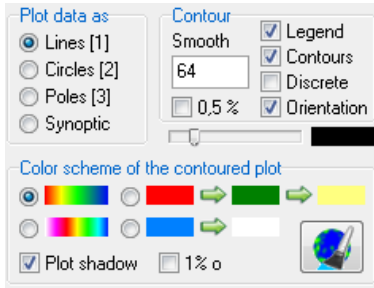 Plot data as
Lines [1]
Circles [2]
Poles [3]
Synoptic
Contour
Smooth
64
0,5 %
Legend
Contours
Discrete
Orientation
Color scheme of the contoured plot
Plot shadow
1% o